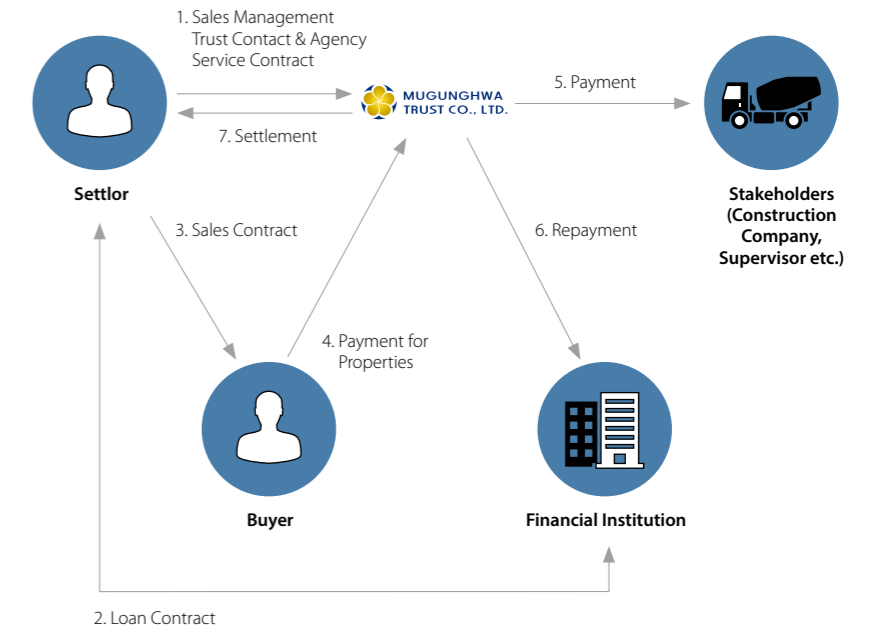 1. Sales Management
Trust Contact & Agency
Service Contract
MUGUNGHWA
TRUST CO., LTD.
5. Payment
7. Settlement
Settlor
Stakeholders
(Construction
Company,
Supervisor etc.)
3. Sales Contract
6. Repayment
4. Payment for
Properties
Buyer
Financial Institution
2. Loan Contract